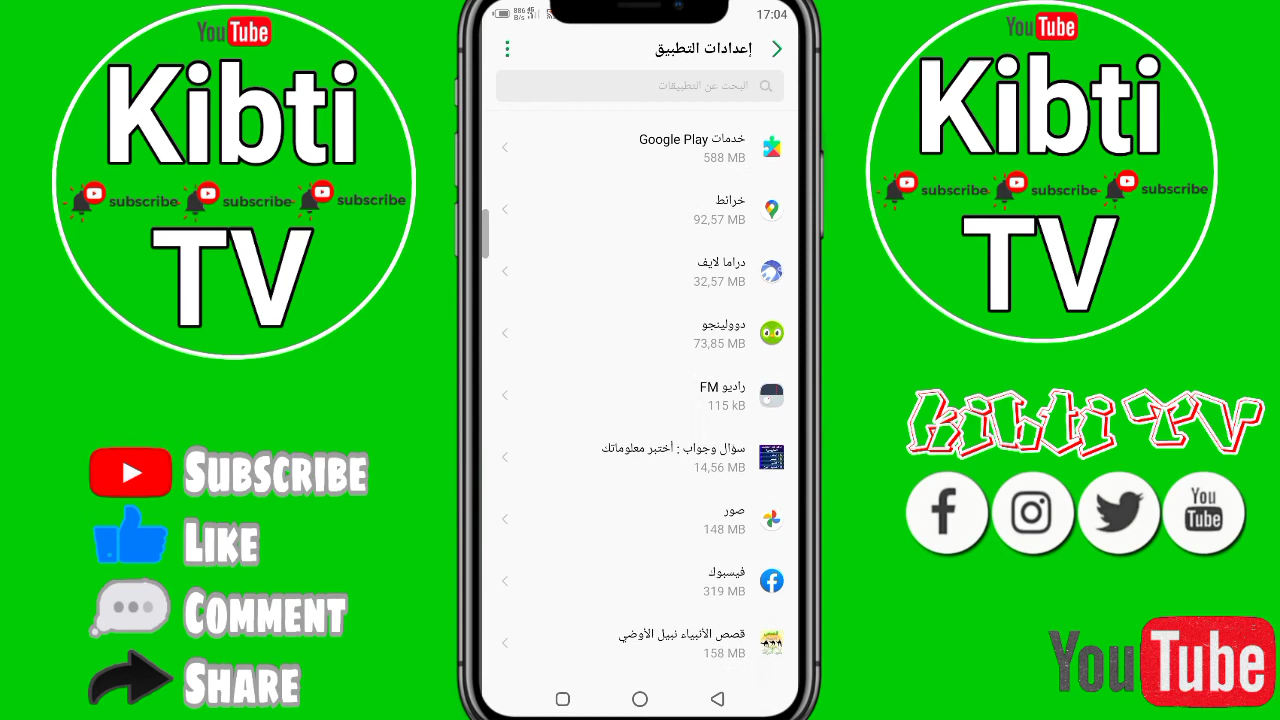 YouTube
Kibti
subscribe subscribe subscribe
TV
SUBSCRIBE
LIKE
COMMENT
SHARE
886 B/s
17:04
إعدادات التطبيق
البحث عن التطبيقات
خدمات Google Play
588 MB
خرائط
92,57 MB
دراما لايف
32,57 MB
دوولينجو
73,85 MB
راديو FM
115 kB
سؤال وجواب : أختبر معلوماتك
14,56 MB
صور
148 MB
فيسبوك
319 MB
قصص الأنبياء نبيل الأوضي
158 MB
YouTube
Kibti
subscribe subscribe subscribe
TV
Kibti TV
You
Tube
YouTube